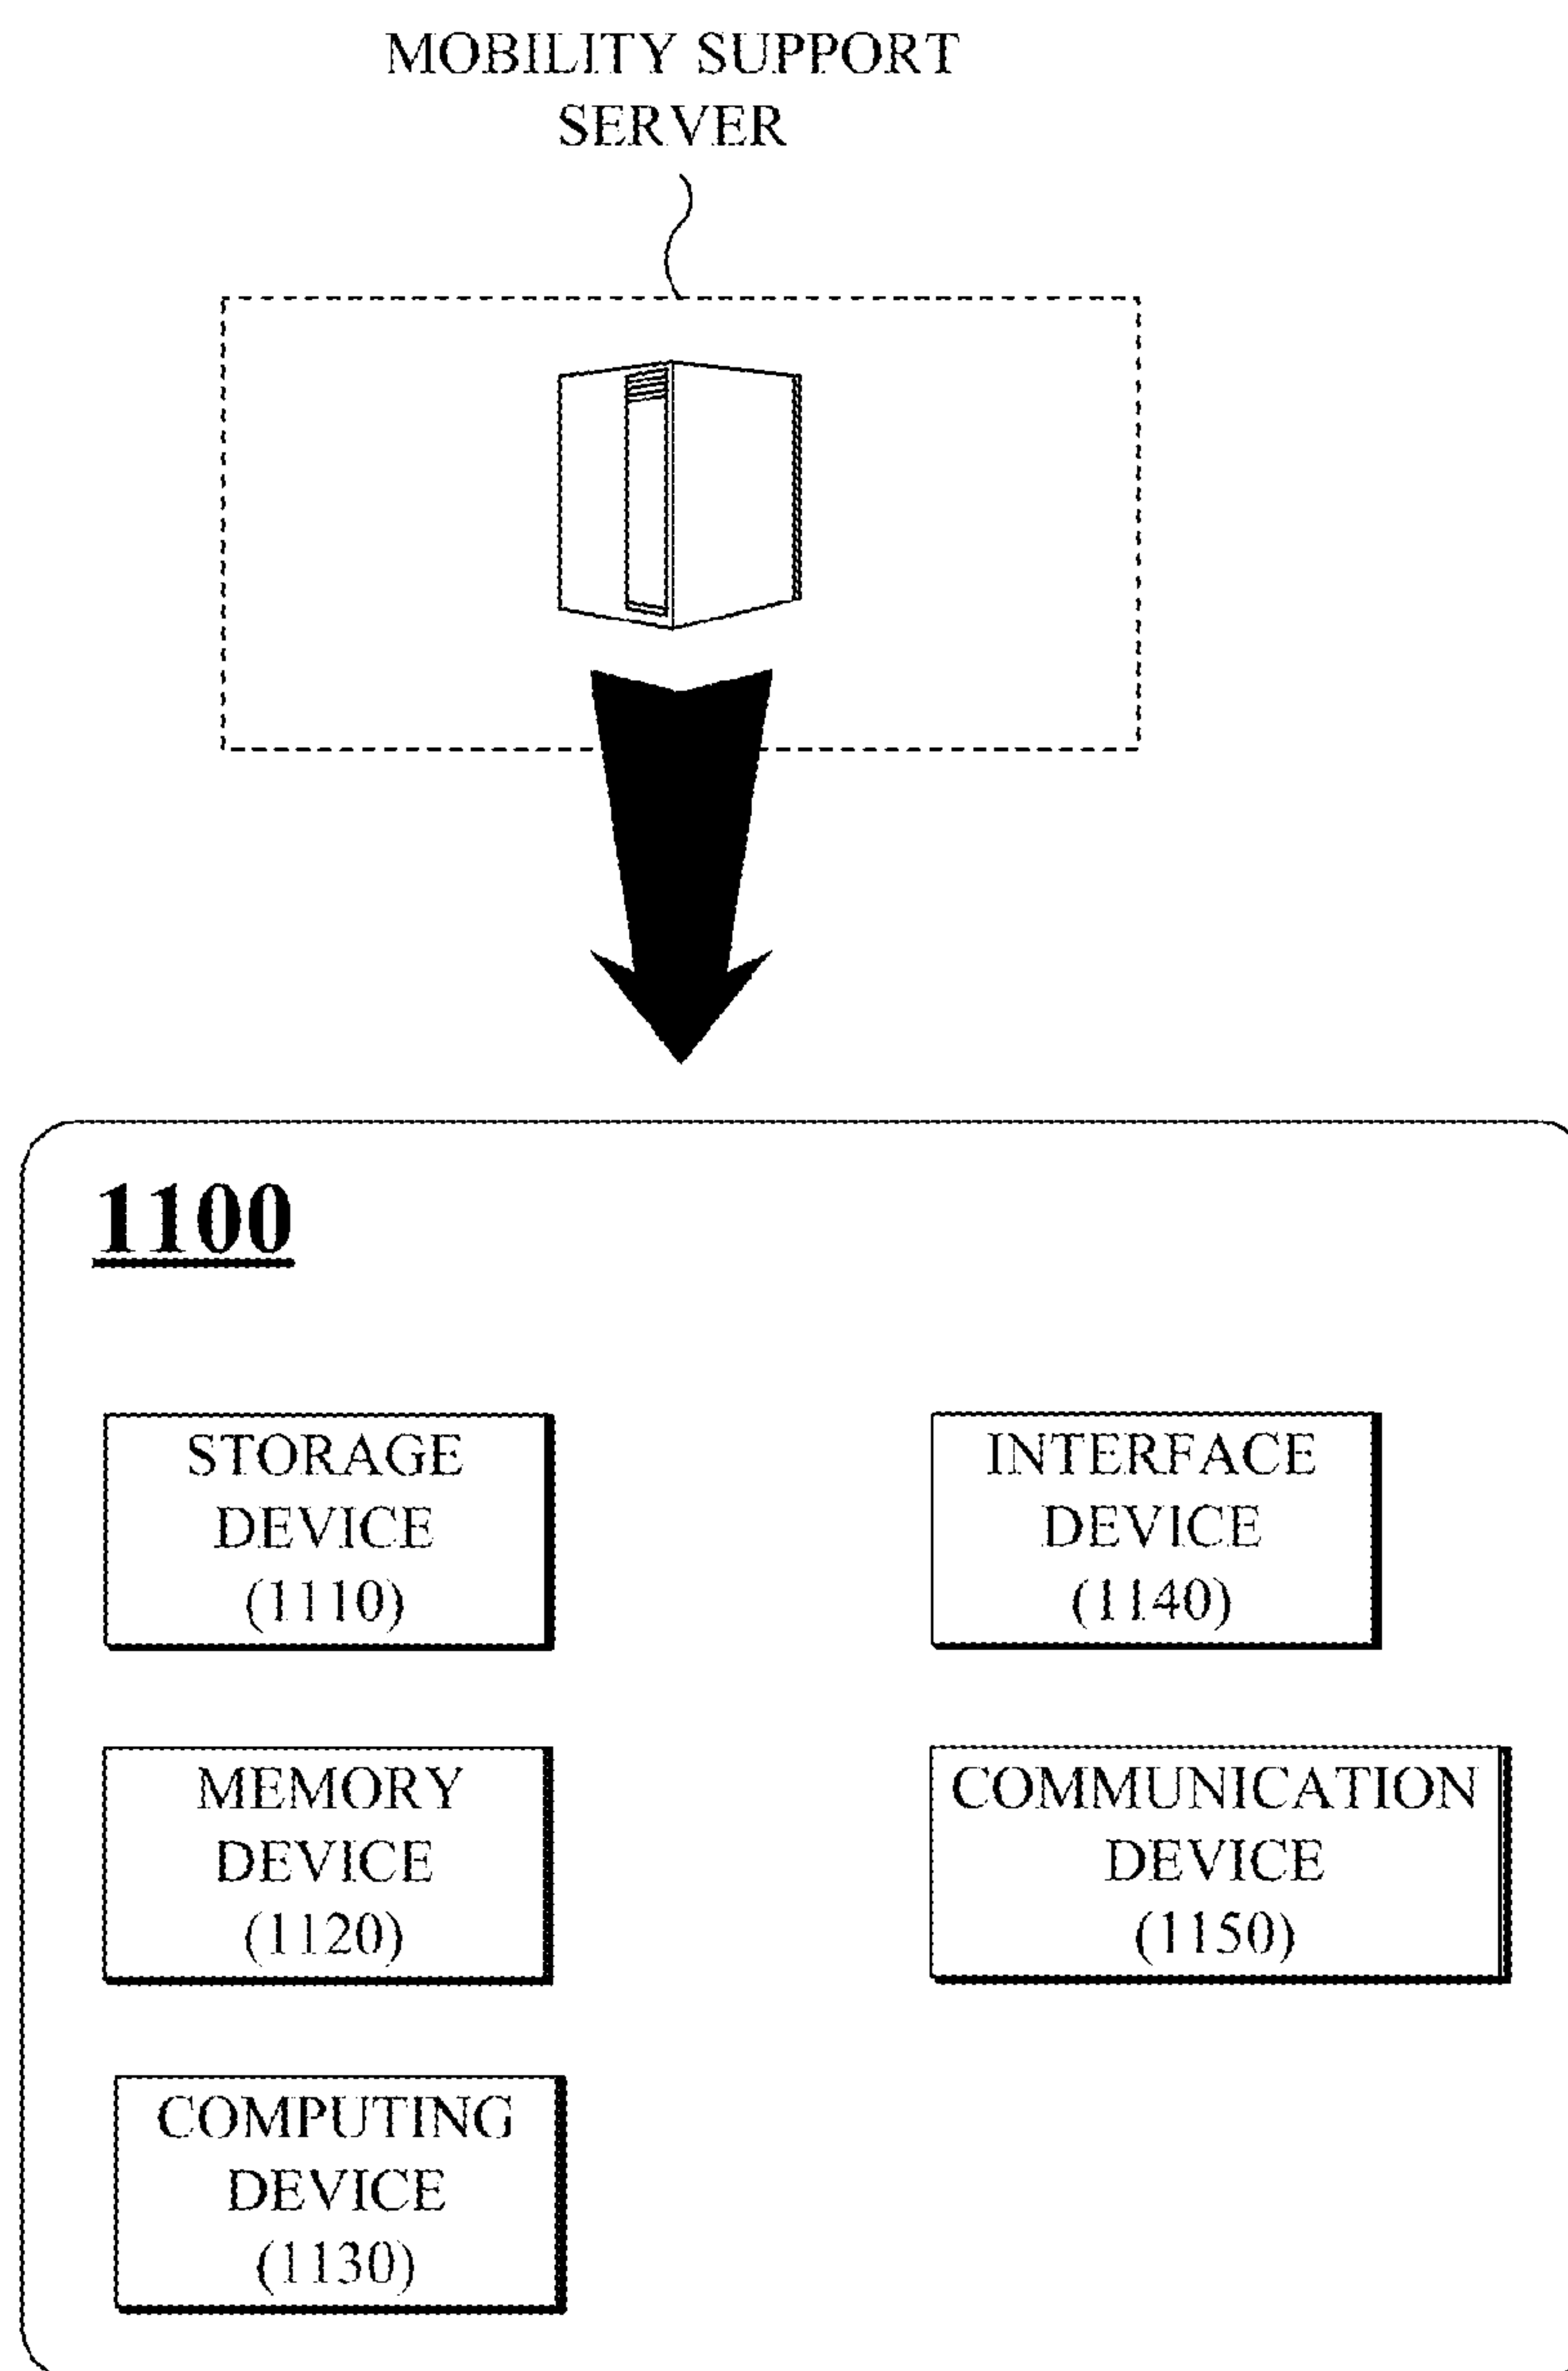 MOBILITY SUPPORT
SERVER
1100
STORAGE
DEVICE
(1110)
INTERFACE
DEVICE
(1140)
MEMORY
DEVICE
(1120)
COMMUNICATION
DEVICE
(1150)
COMPUTING
DEVICE
(1130)